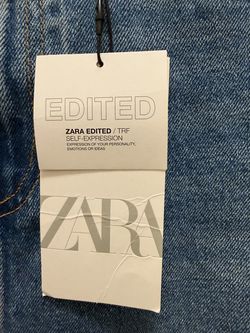 EDITED
ZARA EDITED / TRF
SELF-EXPRESSION
EXPRESSION OF YOUR PERSONALITY,
EMOTIONS OR IDEAS
ZARA